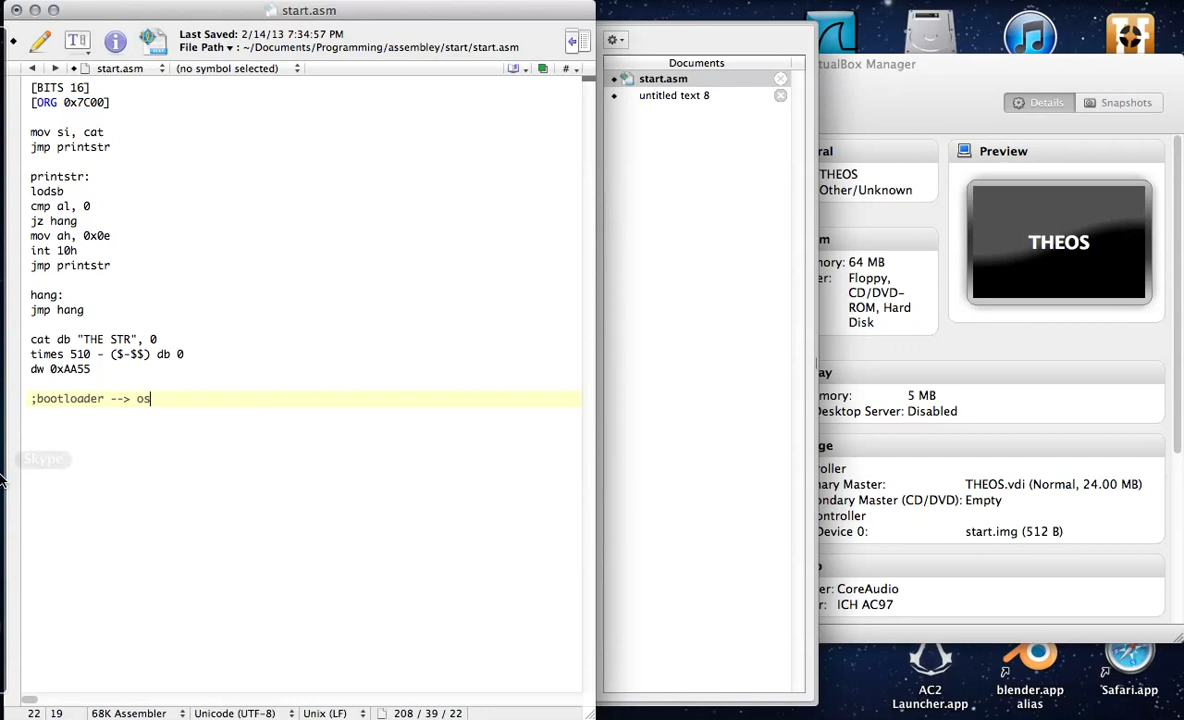 start.asm
Last Saved: 2/14/13 7:34:57 PM
File Path ▾ : ~/Documents/Programming/assembley/start/start.asm
start.asm
(no symbol selected)
#
[BITS 16]
[ORG 0x7C00]
mov si, cat
jmp printstr
printstr:
lodsb
cmp al, 0
jz hang
mov ah, 0x0e
int 10h
jmp printstr
hang:
jmp hang
cat db "THE STR", 0
times 510 - ($-$$) db 0
dw 0xAA55
;bootloader --> os
Skype
22
19
68K Assembler
Unicode (UTF-8)
Unix (LF)
208 / 39 / 22
Documents
start.asm
untitled text 8
tualBox Manager
Details
Snapshots
ral
THEOS
Other/Unknown
m
mory: 64 MB
er: Floppy,
CD/DVD-
ROM, Hard
Disk
Preview
THEOS
ay
mory: 5 MB
Desktop Server: Disabled
ge
roller
nary Master: THEOS.vdi (Normal, 24.00 MB)
ondary Master (CD/DVD): Empty
ontroller
Device 0: start.img (512 B)
o
er: CoreAudio
r: ICH AC97
AC2
Launcher.app
blender.app
alias
Safari.app